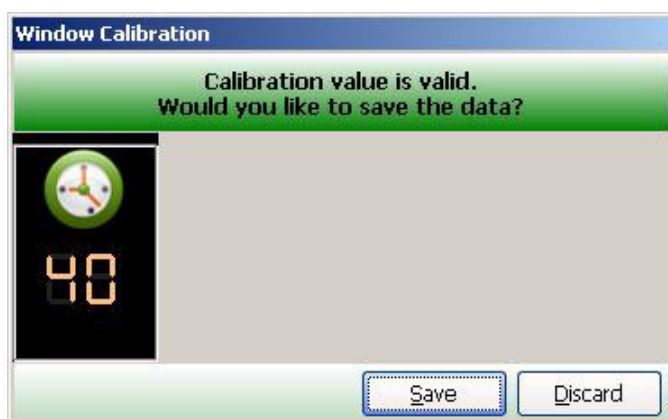 Window Calibration
Calibration value is valid.
Would you like to save the data?
40
Save
Discard